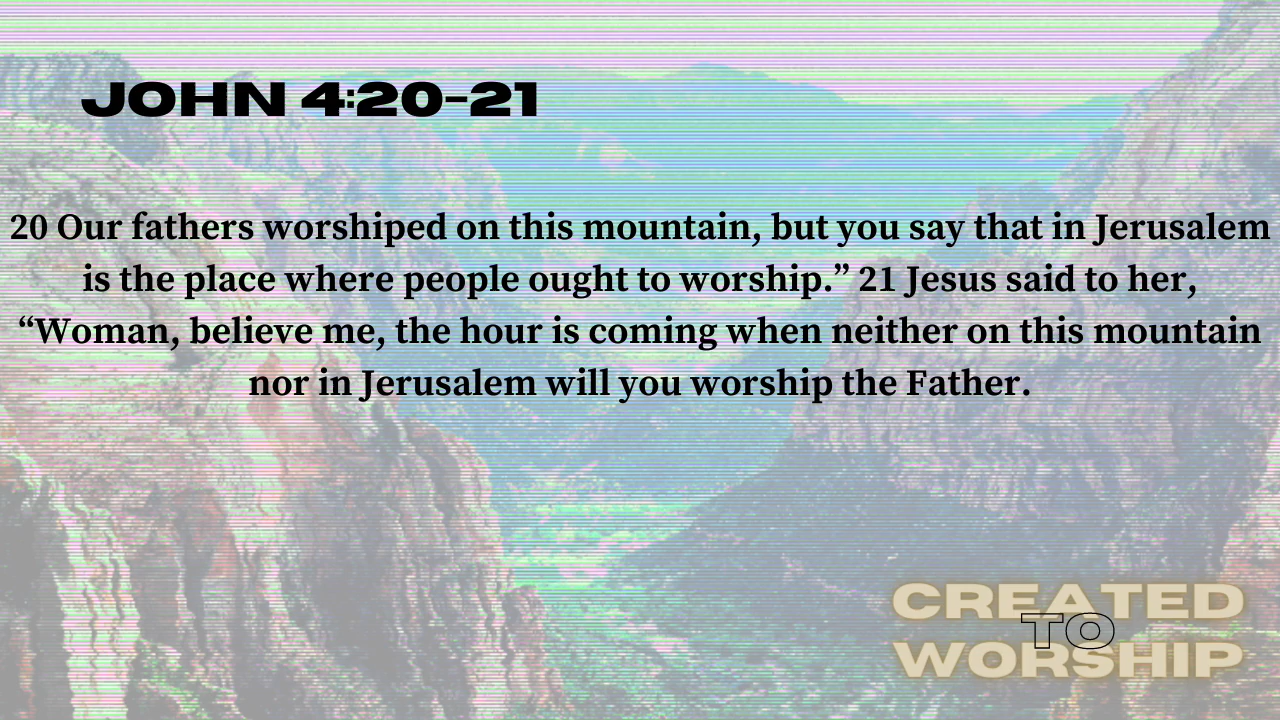 JOHN 4:20-21
20 Our fathers worshiped on this mountain, but you say that in Jerusalem
is the place where people ought to worship.” 21 Jesus said to her,
“Woman, believe me, the hour is coming when neither on this mountain
nor in Jerusalem will you worship the Father.
CREATED
TO
WORSHIP